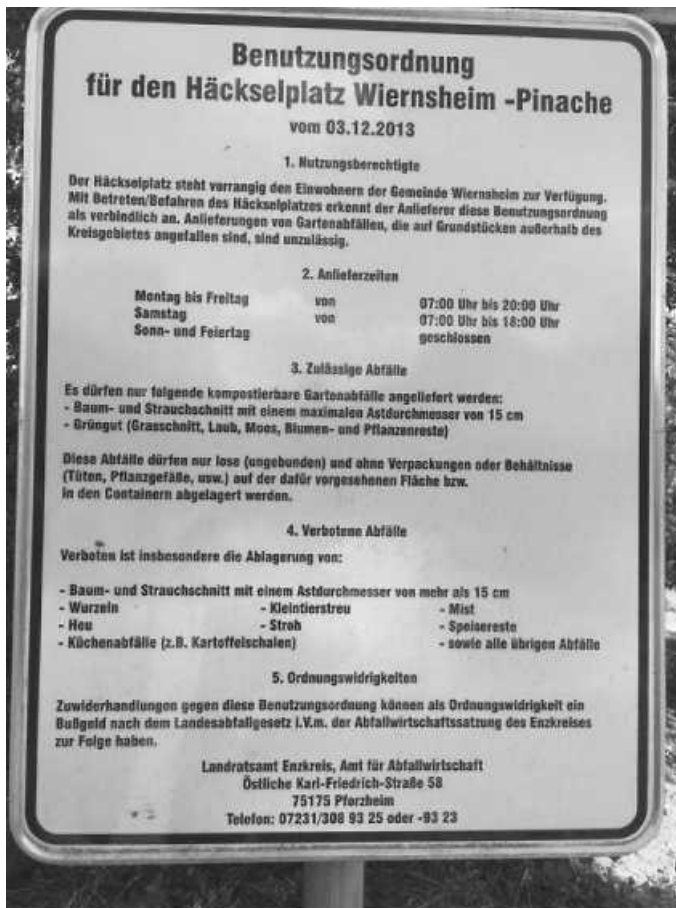 Benutzungsordnung
für den Häckselplatz Wiernsheim -Pinache
vom 03.12.2013
1. Nutzungsberechtigte
Der Häckselplatz steht vorrangig den Einwohnern der Gemeinde Wiernsheim zur Verfügung.
Mit Betreten/Befahren des Häckselplatzes erkennt der Anlieferer diese Benutzungsordnung
als verbindlich an. Anlieferungen von Gartenabfällen, die auf Grundstücken außerhalb des
Kreisgebietes angefallen sind, sind unzulässig.
2. Anlieferzeiten
Montag bis Freitag von 07:00 Uhr bis 20:00 Uhr
Samstag von 07:00 Uhr bis 18:00 Uhr
Sonn- und Feiertag geschlossen
3. Zulässige Abfälle
Es dürfen nur folgende kompostierbare Gartenabfälle angeliefert werden:
- Baum- und Strauchschnitt mit einem maximalen Astdurchmesser von 15 cm
- Grüngut (Grasschnitt, Laub, Moos, Blumen- und Pflanzenreste)
Diese Abfälle dürfen nur lose (ungebunden) und ohne Verpackungen oder Behältnisse
(Tüten, Pflanzgefäße, usw.) auf der dafür vorgesehenen Fläche bzw.
in den Containern abgelagert werden.
4. Verbotene Abfälle
Verboten ist insbesondere die Ablagerung von:
- Baum- und Strauchschnitt mit einem Astdurchmesser von mehr als 15 cm
- Wurzeln - Kleintierstreu - Mist
- Heu - Stroh - Speisereste
- Küchenabfälle (z.B. Kartoffelschalen) - sowie alle übrigen Abfälle
5. Ordnungswidrigkeiten
Zuwiderhandlungen gegen diese Benutzungsordnung können als Ordnungswidrigkeit ein
Bußgeld nach dem Landesabfallgesetz i.V.m. der Abfallwirtschaftssatzung des Enzkreises
zur Folge haben.
Landratsamt Enzkreis, Amt für Abfallwirtschaft
Östliche Karl-Friedrich-Straße 58
75175 Pforzheim
Telefon: 07231/308 93 25 oder -93 23